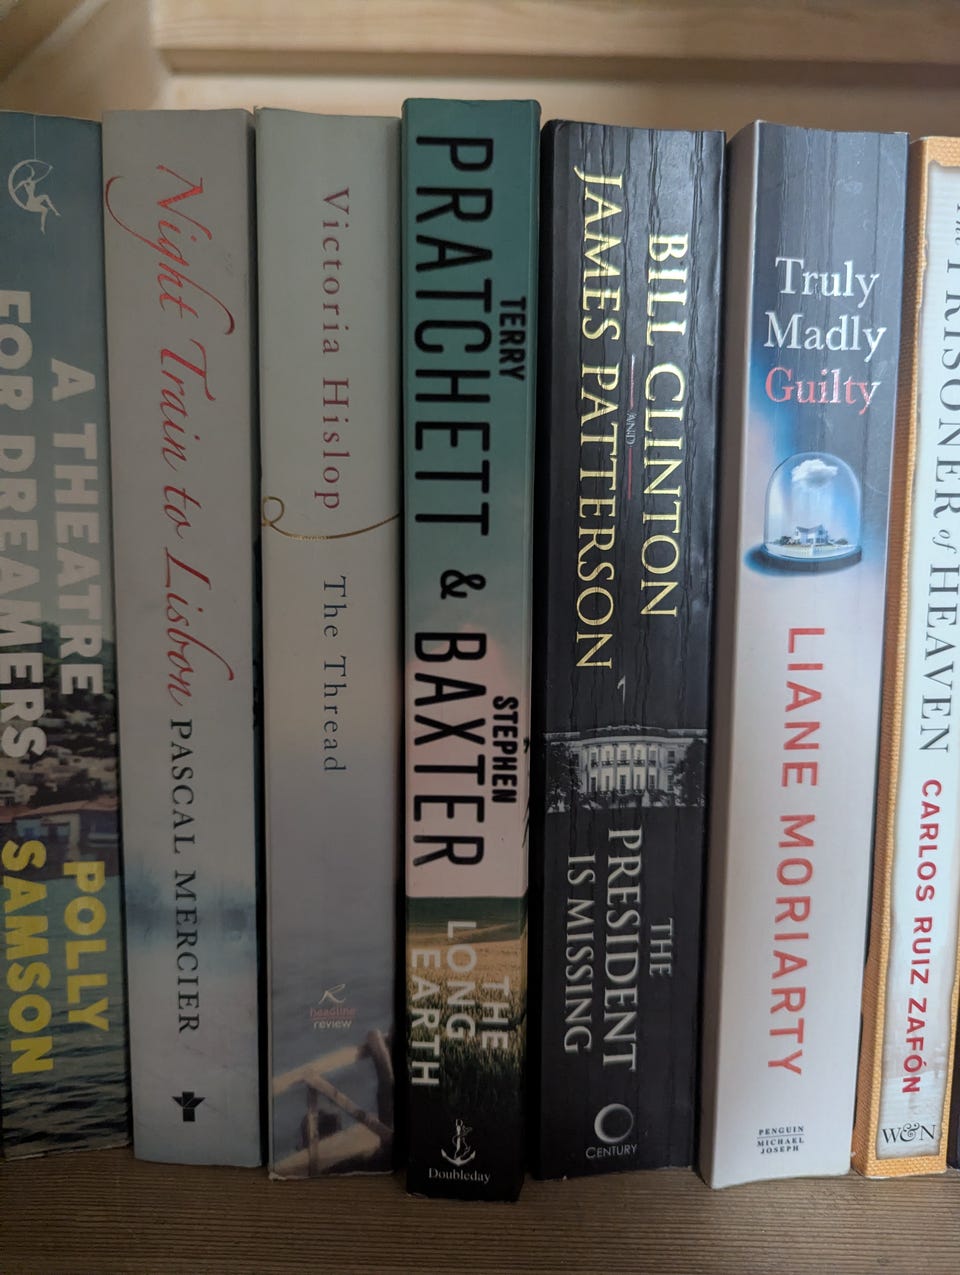 A THEATRE
FOR DREAMERS
POLLY
SAMSON
Night Train to Lisbon PASCAL MERCIER
Victoria Hislop The Thread
headline
review
TERRY
PRATCHETT &
STEPHEN
BAXTER
THE
LONG
EARTH
Doubleday
BILL CLINTON
AND
JAMES PATTERSON
THE
PRESIDENT
IS MISSING
CENTURY
Truly
Madly
Guilty
LIANE MORIARTY
PENGUIN
MICHAEL
JOSEPH
The PRISONER of HEAVEN
CARLOS RUIZ ZAFÓN
W&N